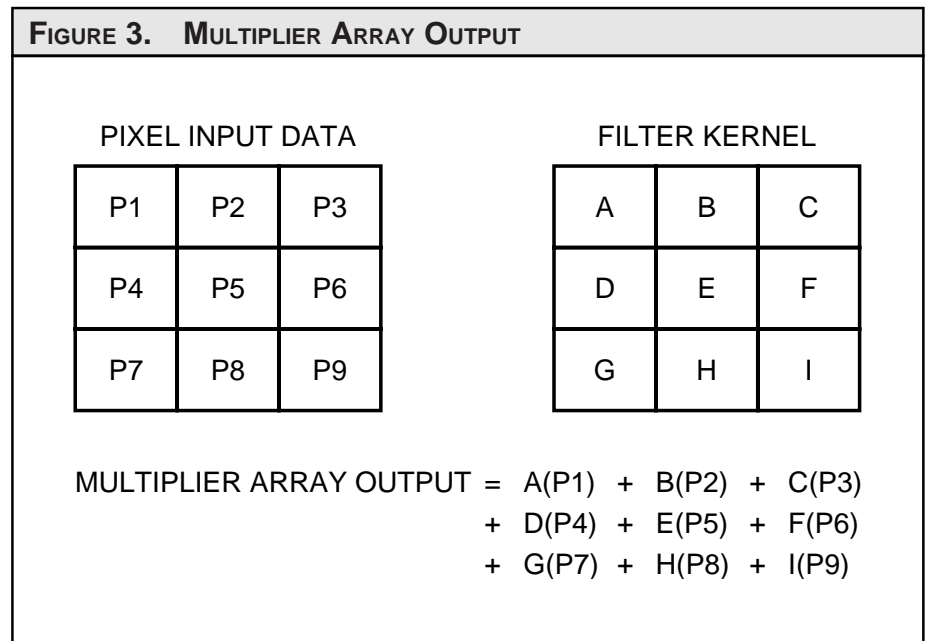 FIGURE 3. MULTIPLIER ARRAY OUTPUT
PIXEL INPUT DATA FILTER KERNEL
P1 P2 P3 A B C
P4 P5 P6 D E F
P7 P8 P9 G H I
MULTIPLIER ARRAY OUTPUT = A(P1) + B(P2) + C(P3)
+ D(P4) + E(P5) + F(P6)
+ G(P7) + H(P8) + I(P9)